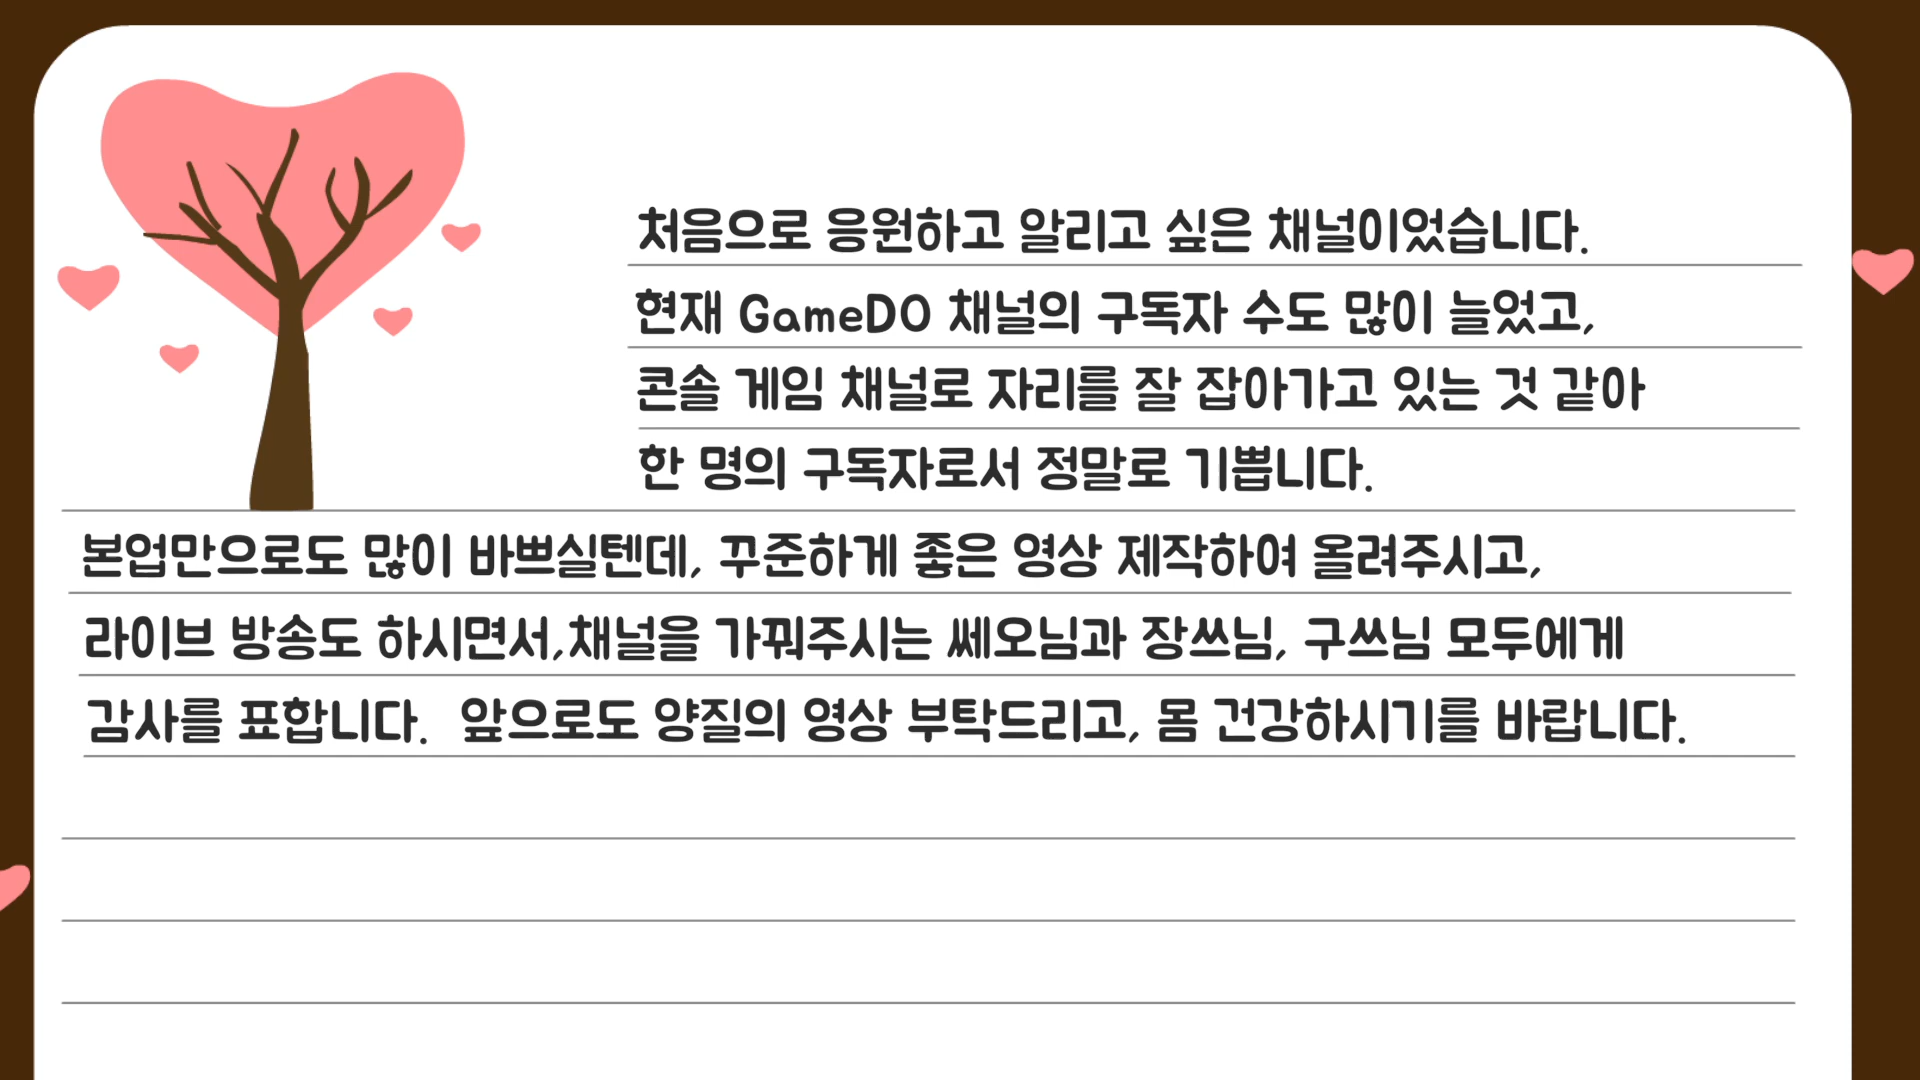 처음으로 응원하고 알리고 싶은 채널이었습니다.
현재 GameDO 채널의 구독자 수도 많이 늘었고,
콘솔 게임 채널로 자리를 잘 잡아가고 있는 것 같아
한 명의 구독자로서 정말로 기쁩니다.
본업만으로도 많이 바쁘실텐데, 꾸준하게 좋은 영상 제작하여 올려주시고,
라이브 방송도 하시면서,채널을 가꿔주시는 쎄오님과 장쓰님, 구쓰님 모두에게
감사를 표합니다.  앞으로도 양질의 영상 부탁드리고, 몸 건강하시기를 바랍니다.